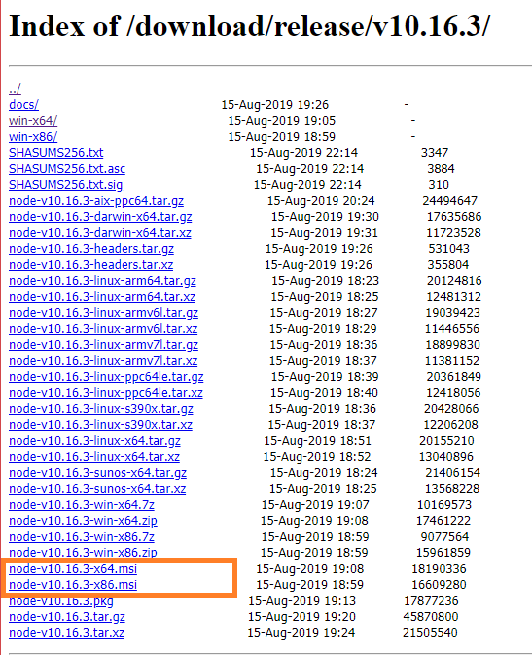 Index of /download/release/v10.16.3/
../
docs/ 15-Aug-2019 19:26 -
win-x64/ 15-Aug-2019 19:05 -
win-x86/ 15-Aug-2019 18:59 -
SHASUMS256.txt 15-Aug-2019 22:14 3347
SHASUMS256.txt.asc 15-Aug-2019 22:14 3884
SHASUMS256.txt.sig 15-Aug-2019 22:14 310
node-v10.16.3-aix-ppc64.tar.gz 15-Aug-2019 20:24 24494647
node-v10.16.3-darwin-x64.tar.gz 15-Aug-2019 19:30 17635686
node-v10.16.3-darwin-x64.tar.xz 15-Aug-2019 19:31 11723528
node-v10.16.3-headers.tar.gz 15-Aug-2019 19:26 531043
node-v10.16.3-headers.tar.xz 15-Aug-2019 19:26 355804
node-v10.16.3-linux-arm64.tar.gz 15-Aug-2019 18:23 20124816
node-v10.16.3-linux-arm64.tar.xz 15-Aug-2019 18:25 12481312
node-v10.16.3-linux-armv6l.tar.gz 15-Aug-2019 18:27 19039423
node-v10.16.3-linux-armv6l.tar.xz 15-Aug-2019 18:29 11446556
node-v10.16.3-linux-armv7l.tar.gz 15-Aug-2019 18:36 18899830
node-v10.16.3-linux-armv7l.tar.xz 15-Aug-2019 18:37 11381152
node-v10.16.3-linux-ppc64le.tar.gz 15-Aug-2019 18:39 20361849
node-v10.16.3-linux-ppc64le.tar.xz 15-Aug-2019 18:40 12418056
node-v10.16.3-linux-s390x.tar.gz 15-Aug-2019 18:36 20428066
node-v10.16.3-linux-s390x.tar.xz 15-Aug-2019 18:37 12206208
node-v10.16.3-linux-x64.tar.gz 15-Aug-2019 18:51 20155210
node-v10.16.3-linux-x64.tar.xz 15-Aug-2019 18:52 13040896
node-v10.16.3-sunos-x64.tar.gz 15-Aug-2019 18:24 21406154
node-v10.16.3-sunos-x64.tar.xz 15-Aug-2019 18:25 13568228
node-v10.16.3-win-x64.7z 15-Aug-2019 19:07 10169573
node-v10.16.3-win-x64.zip 15-Aug-2019 19:08 17461222
node-v10.16.3-win-x86.7z 15-Aug-2019 18:59 9077564
node-v10.16.3-win-x86.zip 15-Aug-2019 18:59 15961859
node-v10.16.3-x64.msi 15-Aug-2019 19:08 18190336
node-v10.16.3-x86.msi 15-Aug-2019 18:59 16609280
node-v10.16.3.pkg 15-Aug-2019 19:13 17877236
node-v10.16.3.tar.gz 15-Aug-2019 19:20 45870800
node-v10.16.3.tar.xz 15-Aug-2019 19:24 21505540